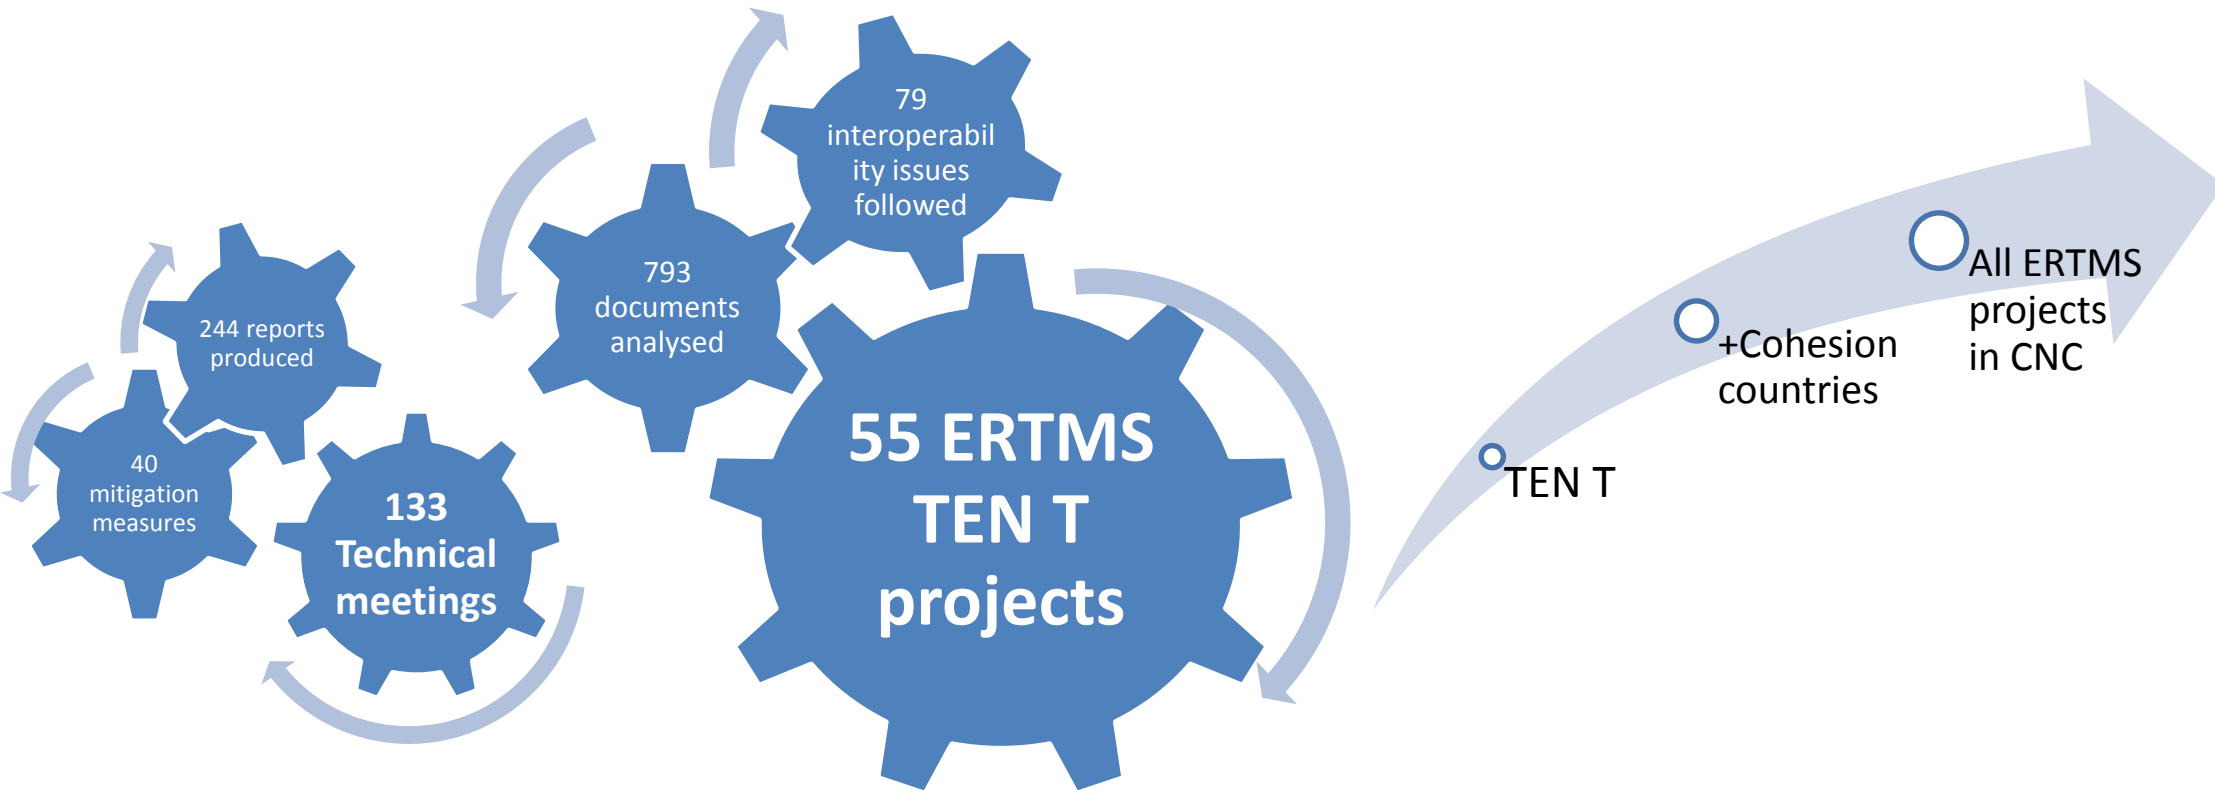 79
interoperabil
ity issues
followed
793
documents
analysed
244 reports
produced
40
mitigation
measures
133
Technical
meetings
55 ERTMS
TEN T
projects
TEN T
+Cohesion
countries
All ERTMS
projects
in CNC